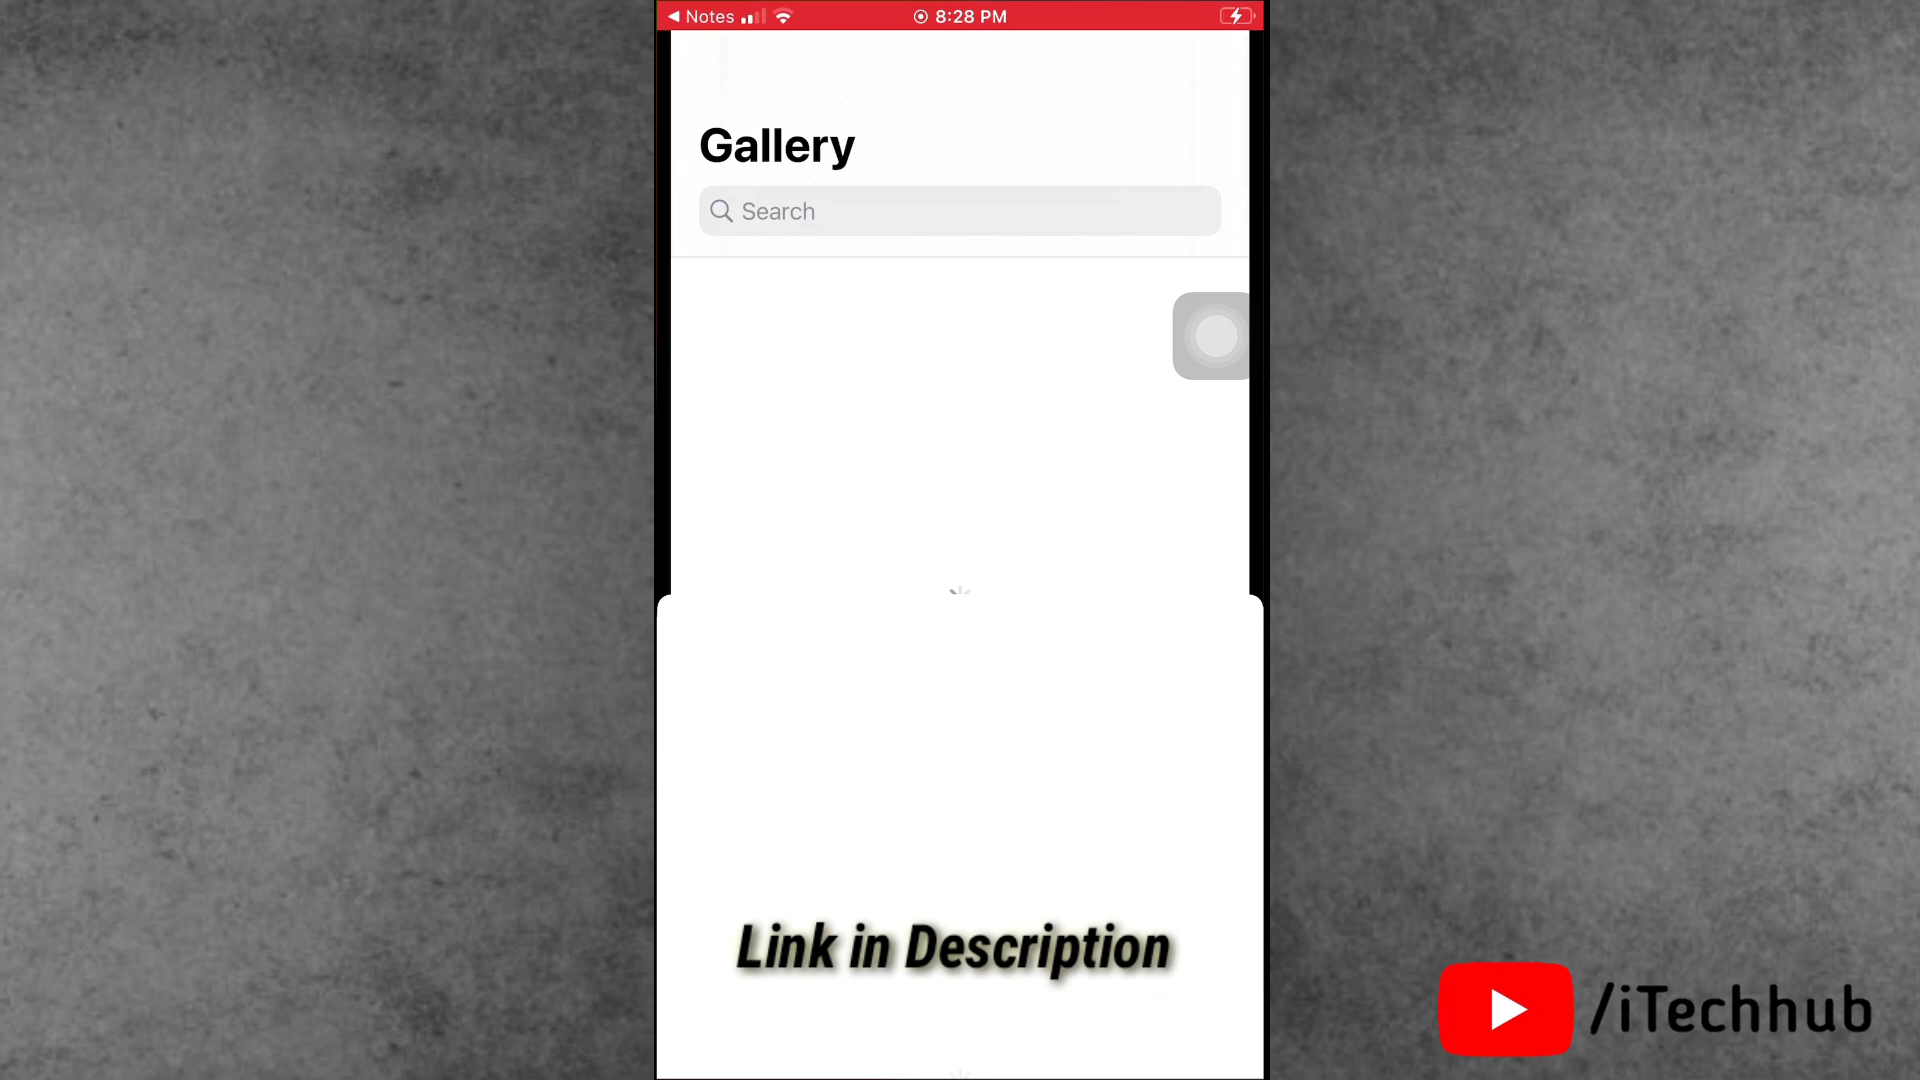 Notes
8:28 PM
Gallery
Search
Link in Description
/iTechhub